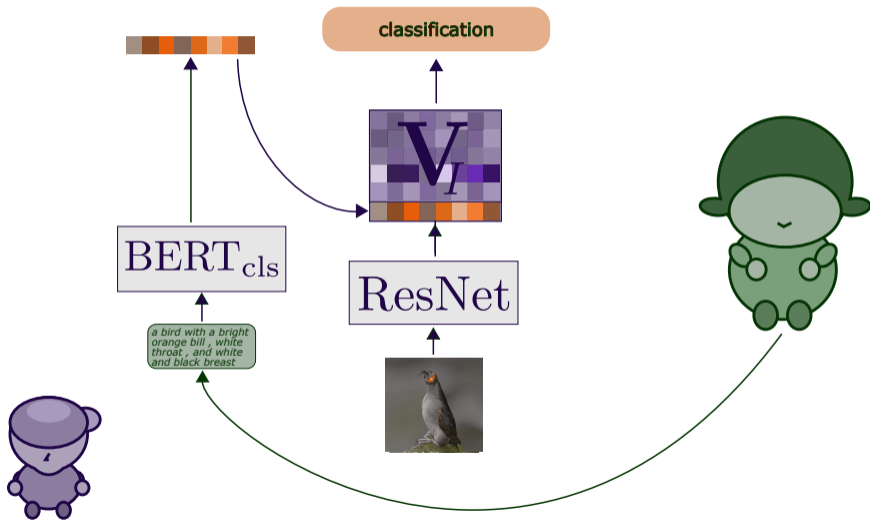 classification
V_I
BERT_cls
ResNet
a bird with a bright
orange bill , white
throat , and white
and black breast